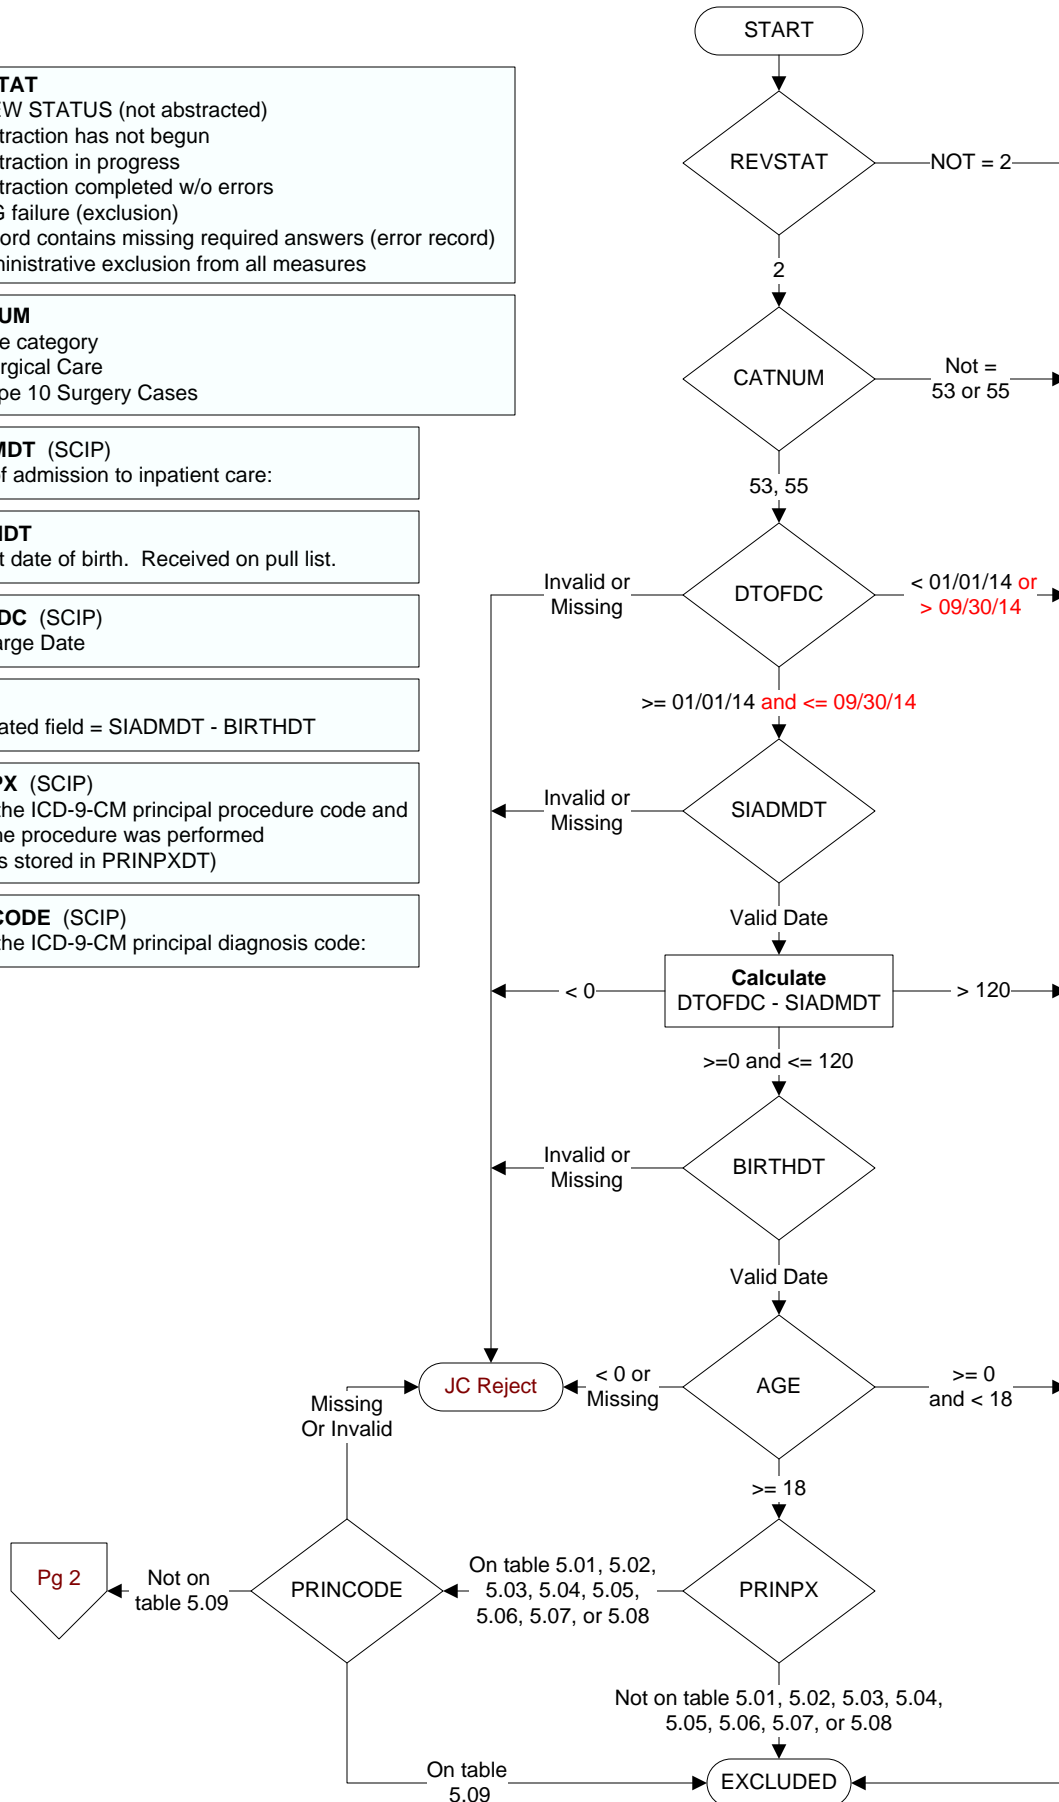 START
TAT
EW STATUS (not abstracted)
traction has not begun
traction in progress
traction completed w/o errors
G failure (exclusion)
ord contains missing required answers (error record)
ministrative exclusion from all measures
UM
e category
rgical Care
pe 10 Surgery Cases
MDT (SCIP)
of admission to inpatient care:
HDT
t date of birth. Received on pull list.
DC (SCIP)
arge Date
ated field = SIADMDT - BIRTHDT
PX (SCIP)
the ICD-9-CM principal procedure code and
he procedure was performed
s stored in PRINPXDT)
CODE (SCIP)
the ICD-9-CM principal diagnosis code:
REVSTAT
NOT = 2
2
CATNUM
Not =
53 or 55
53, 55
Invalid or
Missing
DTOFDC
< 01/01/14 or
> 09/30/14
>= 01/01/14 and <= 09/30/14
Invalid or
Missing
SIADMDT
Valid Date
< 0
Calculate
DTOFDC - SIADMDT
> 120
>=0 and <= 120
Invalid or
Missing
BIRTHDT
Valid Date
JC Reject
< 0 or
Missing
AGE
>= 0
and < 18
Missing
Or Invalid
>= 18
Pg 2
Not on
table 5.09
PRINCODE
On table 5.01, 5.02,
5.03, 5.04, 5.05,
5.06, 5.07, or 5.08
PRINPX
Not on table 5.01, 5.02, 5.03, 5.04,
5.05, 5.06, 5.07, or 5.08
On table
5.09
EXCLUDED